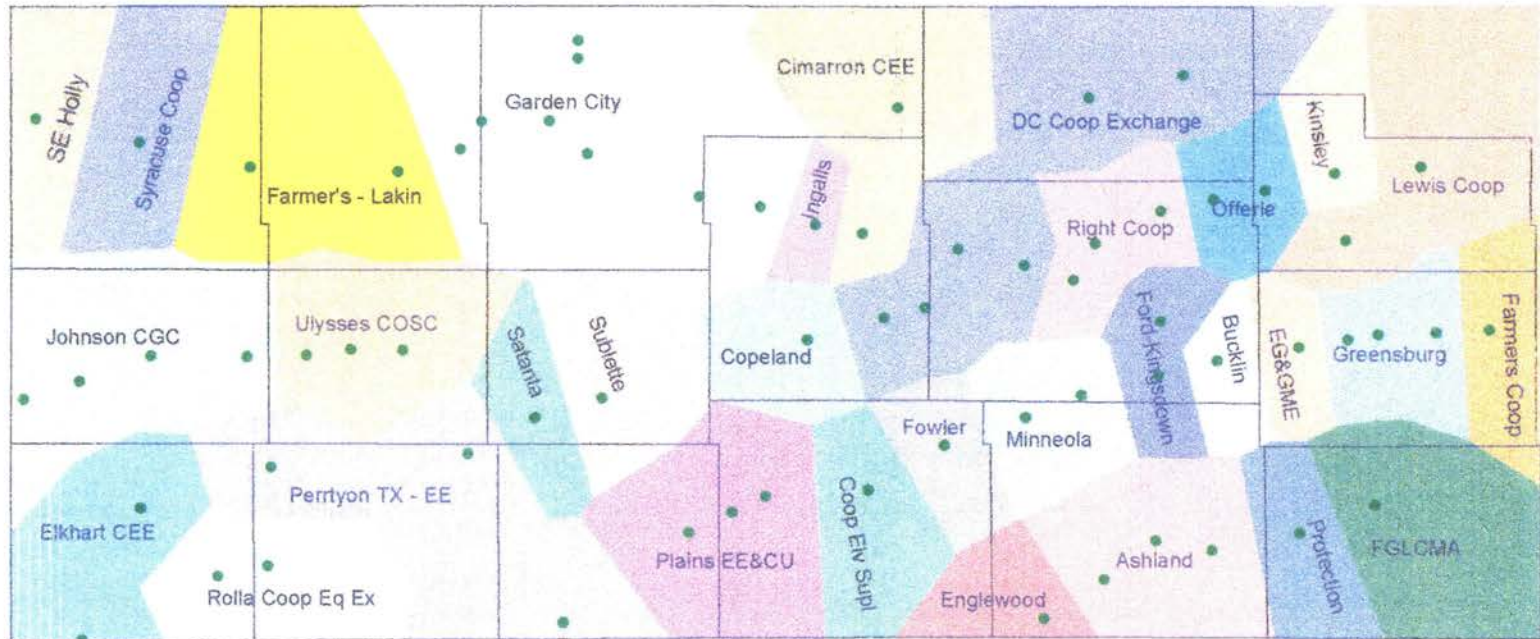 SE Holly
Syracuse Coop
Farmer's - Lakin
Garden City
Cimarron CEE
DC Coop Exchange
Kinsley
Lewis Coop
Ingalls
Right Coop
Offerle
Johnson CGC
Ulysses COSC
Satanta
Sublette
Copeland
Ford-Kingsdown
Bucklin
EG&GME
Greensburg
Farmers Coop
Elkhart CEE
Perrtyon TX - EE
Rolla Coop Eq Ex
Plains EE&CU
Coop Elv Supl
Fowler
Minneola
Englewood
Ashland
Protection
FGLCMA